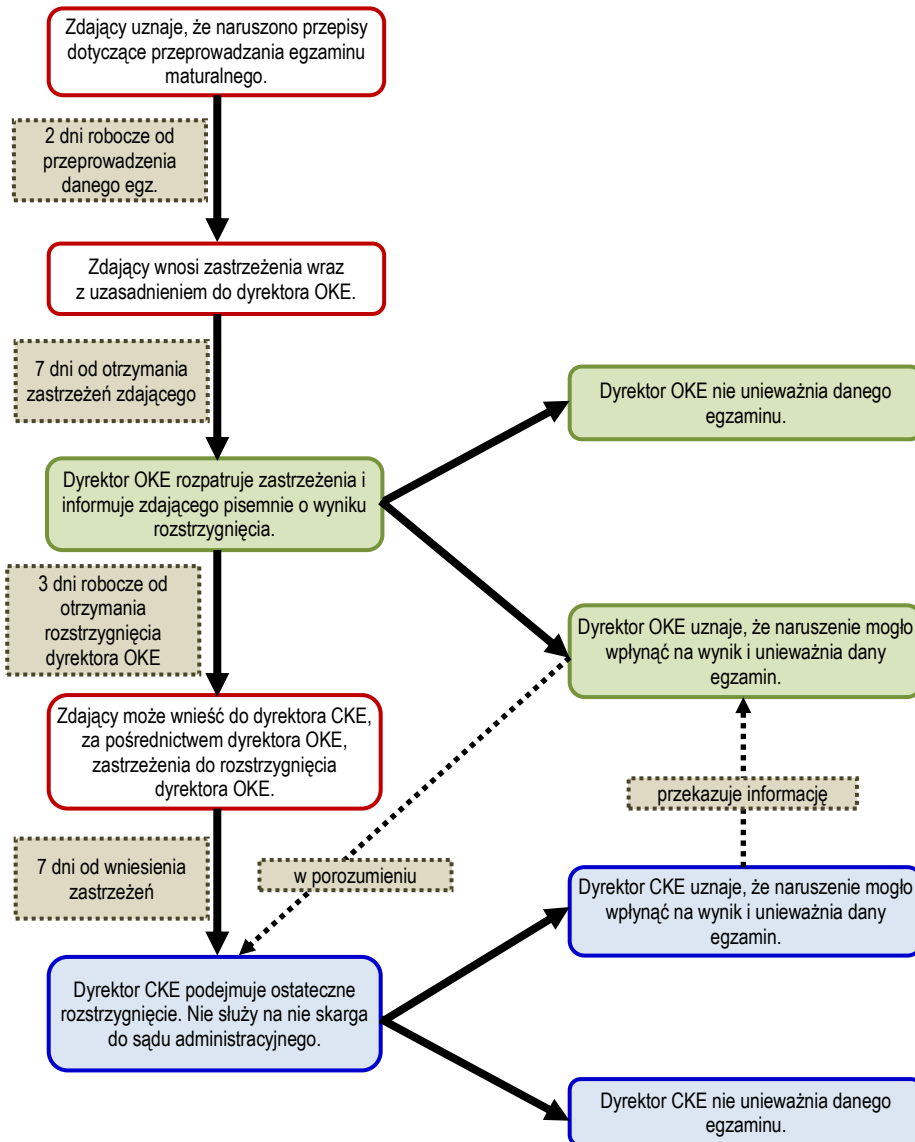 Zdający uznaje, że naruszono przepisy
dotyczące przeprowadzania egzaminu
maturalnego.
2 dni robocze od
przeprowadzenia
danego egz.
Zdający wnosi zastrzeżenia wraz
z uzasadnieniem do dyrektora OKE.
7 dni od otrzymania
zastrzeżeń zdającego
Dyrektor OKE nie unieważnia danego
egzaminu.
Dyrektor OKE rozpatruje zastrzeżenia i
informuje zdającego pisemnie o wyniku
rozstrzygnięcia.
3 dni robocze od
otrzymania
rozstrzygnięcia
dyrektora OKE
Dyrektor OKE uznaje, że naruszenie mogło
wpłynąć na wynik i unieważnia dany
egzamin.
Zdający może wnieść do dyrektora CKE,
za pośrednictwem dyrektora OKE,
zastrzeżenia do rozstrzygnięcia
dyrektora OKE.
przekazuje informację
7 dni od wniesienia
zastrzeżeń
w porozumieniu
Dyrektor CKE uznaje, że naruszenie mogło
wpłynąć na wynik i unieważnia dany
egzamin.
Dyrektor CKE podejmuje ostateczne
rozstrzygnięcie. Nie służy na nie skarga
do sądu administracyjnego.
Dyrektor CKE nie unieważnia danego
egzaminu.